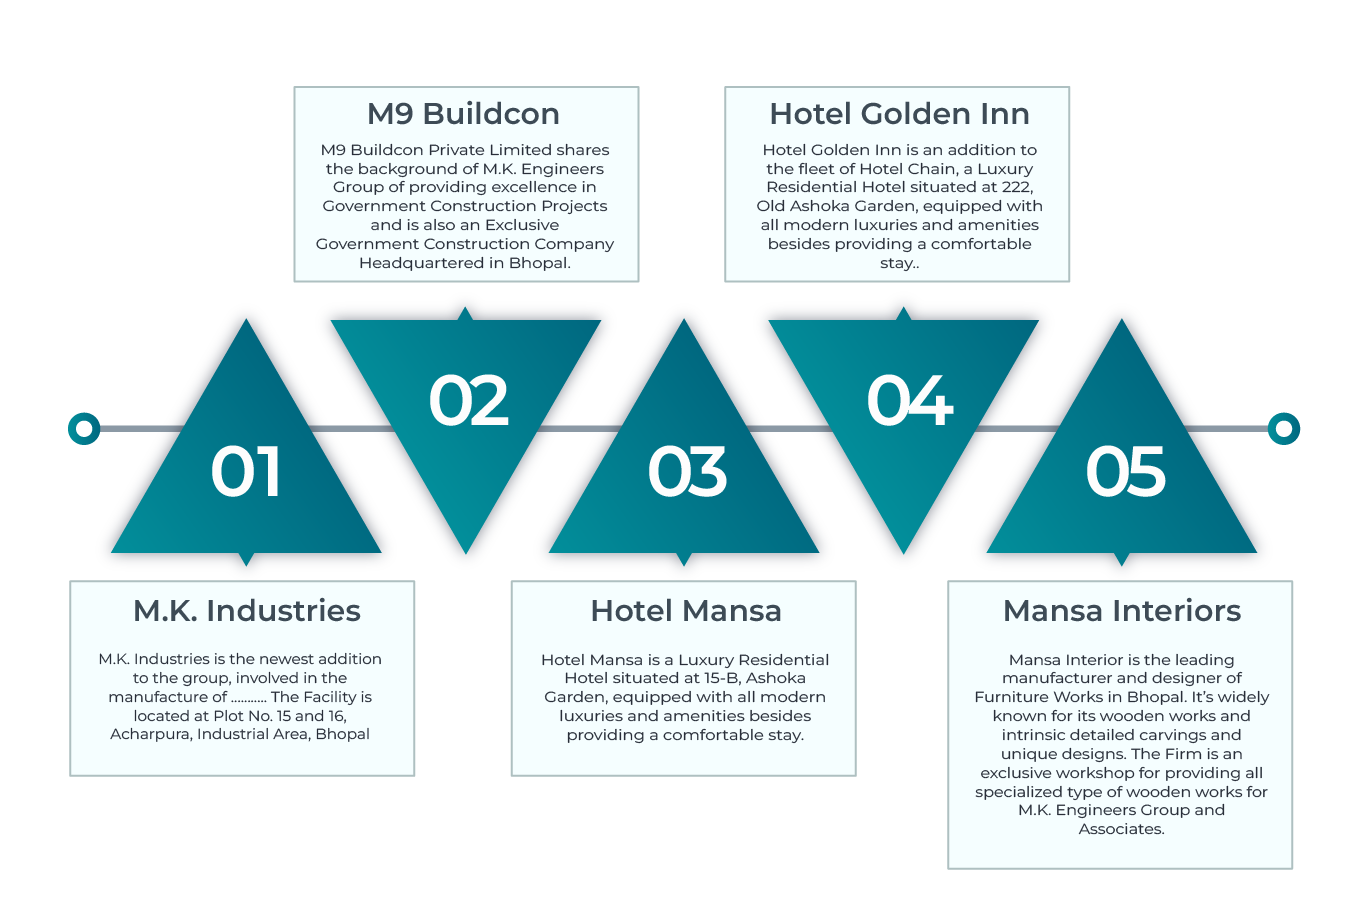 M9 Buildcon
M9 Buildcon Private Limited shares
the background of M.K. Engineers
Group of providing excellence in
Government Construction Projects
and is also an Exclusive
Government Construction Company
Headquartered in Bhopal.
Hotel Golden Inn
Hotel Golden Inn is an addition to
the fleet of Hotel Chain, a Luxury
Residential Hotel situated at 222,
Old Ashoka Garden, equipped with
all modern luxuries and amenities
besides providing a comfortable
stay..
01
02
03
04
05
M.K. Industries
M.K. Industries is the newest addition
to the group, involved in the
manufacture of ........... The Facility is
located at Plot No. 15 and 16,
Acharpura, Industrial Area, Bhopal
Hotel Mansa
Hotel Mansa is a Luxury Residential
Hotel situated at 15-B, Ashoka
Garden, equipped with all modern
luxuries and amenities besides
providing a comfortable stay.
Mansa Interiors
Mansa Interior is the leading
manufacturer and designer of
Furniture Works in Bhopal. It’s widely
known for its wooden works and
intrinsic detailed carvings and
unique designs. The Firm is an
exclusive workshop for providing all
specialized type of wooden works for
M.K. Engineers Group and
Associates.